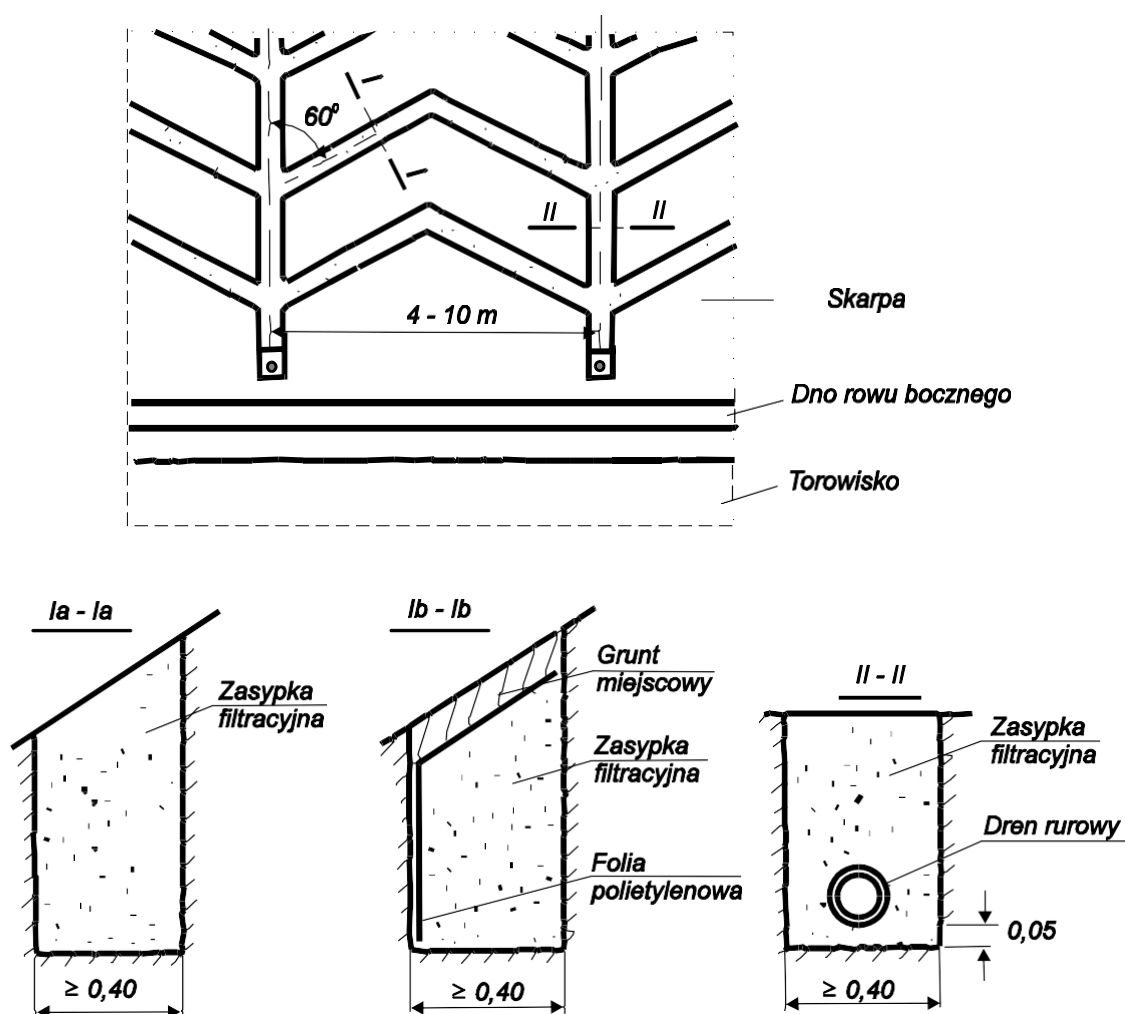 60⁰
I
I
II
II
Skarpa
4 - 10 m
Dno rowu bocznego
Torowisko
Ia - Ia
Zasypka
filtracyjna
≥ 0,40
Ib - Ib
Grunt
miejscowy
Zasypka
filtracyjna
Folia
polietylenowa
≥ 0,40
II - II
Zasypka
filtracyjna
Dren rurowy
0,05
≥ 0,40